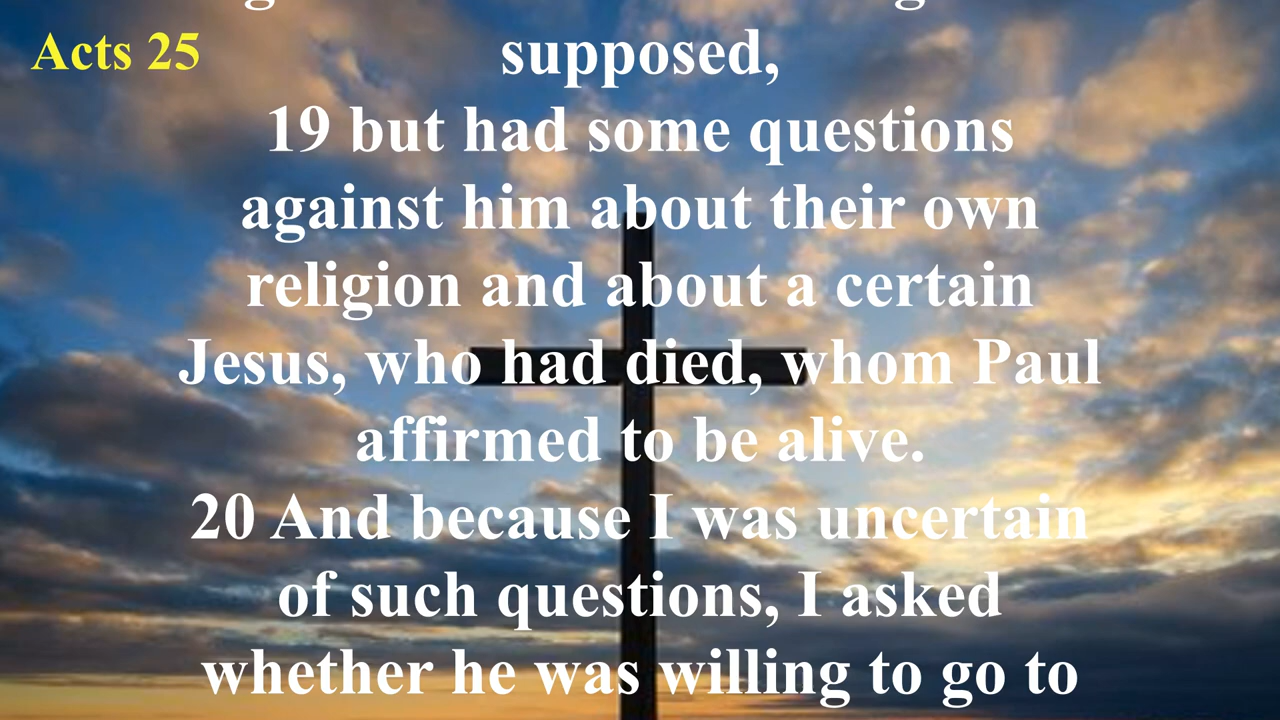 Acts 25
supposed,
19 but had some questions
against him about their own
religion and about a certain
Jesus, who had died, whom Paul
affirmed to be alive.
20 And because I was uncertain
of such questions, I asked
whether he was willing to go to